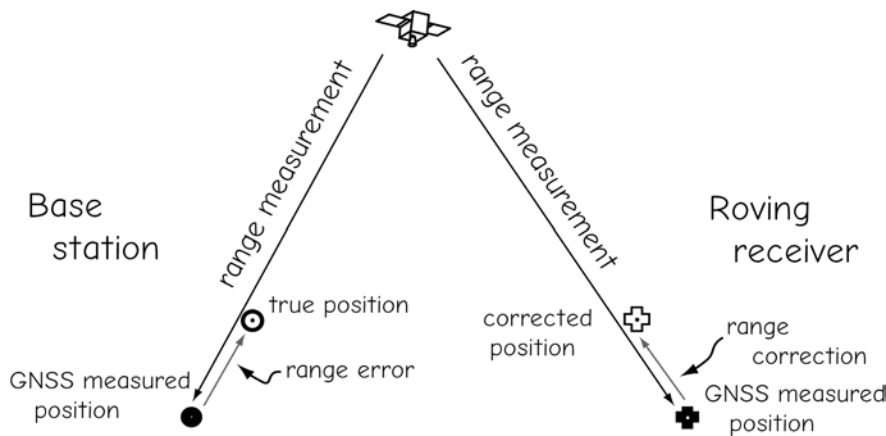 range measurement
range measurement
Base
station
Roving
receiver
true position
corrected
position
range
correction
range error
GNSS measured
position
GNSS measured
position